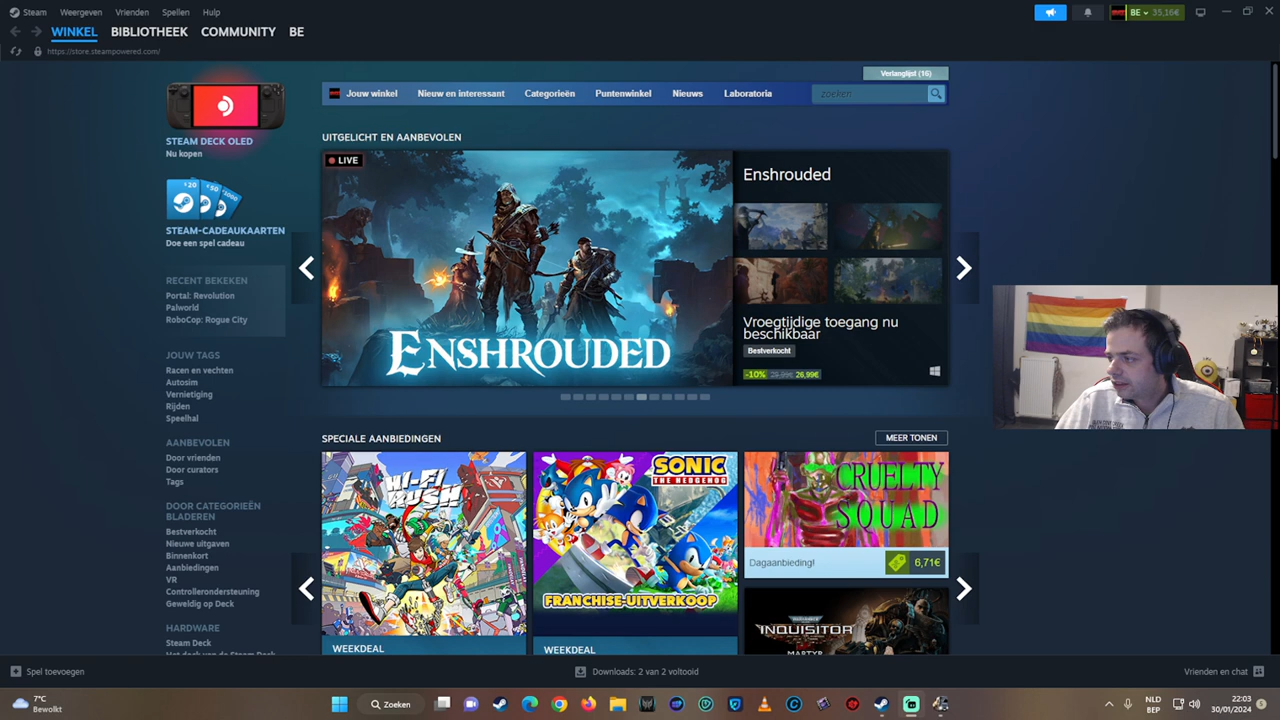 Steam Weergeven Vrienden Spellen Hulp
BE 35,16€
WINKEL BIBLIOTHEEK COMMUNITY BE
https://store.steampowered.com/
Verlanglijst (16)
Jouw winkel Nieuw en interessant Categorieën Puntenwinkel Nieuws Laboratoria zoeken
STEAM DECK OLED
Nu kopen
$20 $50 $1000
STEAM-CADEAUKAARTEN
Doe een spel cadeau
RECENT BEKEKEN
Portal: Revolution
Palworld
RoboCop: Rogue City
JOUW TAGS
Racen en vechten
Autosim
Vernietiging
Rijden
Speelhal
AANBEVOLEN
Door vrienden
Door curators
Tags
DOOR CATEGORIEËN
BLADEREN
Bestverkocht
Nieuwe uitgaven
Binnenkort
Aanbiedingen
VR
Controllerondersteuning
Geweldig op Deck
HARDWARE
Steam Deck
UITGELICHT EN AANBEVOLEN
LIVE
ENSHROUDED
Enshrouded
Vroegtijdige toegang nu
beschikbaar
Bestverkocht
-10% 29,99€ 26,99€
SPECIALE AANBIEDINGEN
MEER TONEN
HI-FI
RUSH
WEEKDEAL
SONIC
THE HEDGEHOG
FRANCHISE-UITVERKOOP
WEEKDEAL
CRUELTY
SQUAD
Dagaanbieding! 6,71€
INQUISITOR
MARTYR
Spel toevoegen
Downloads: 2 van 2 voltooid
Vrienden en chat
7°C
Bewolkt
Zoeken
NLD
BEP
22:03
30/01/2024